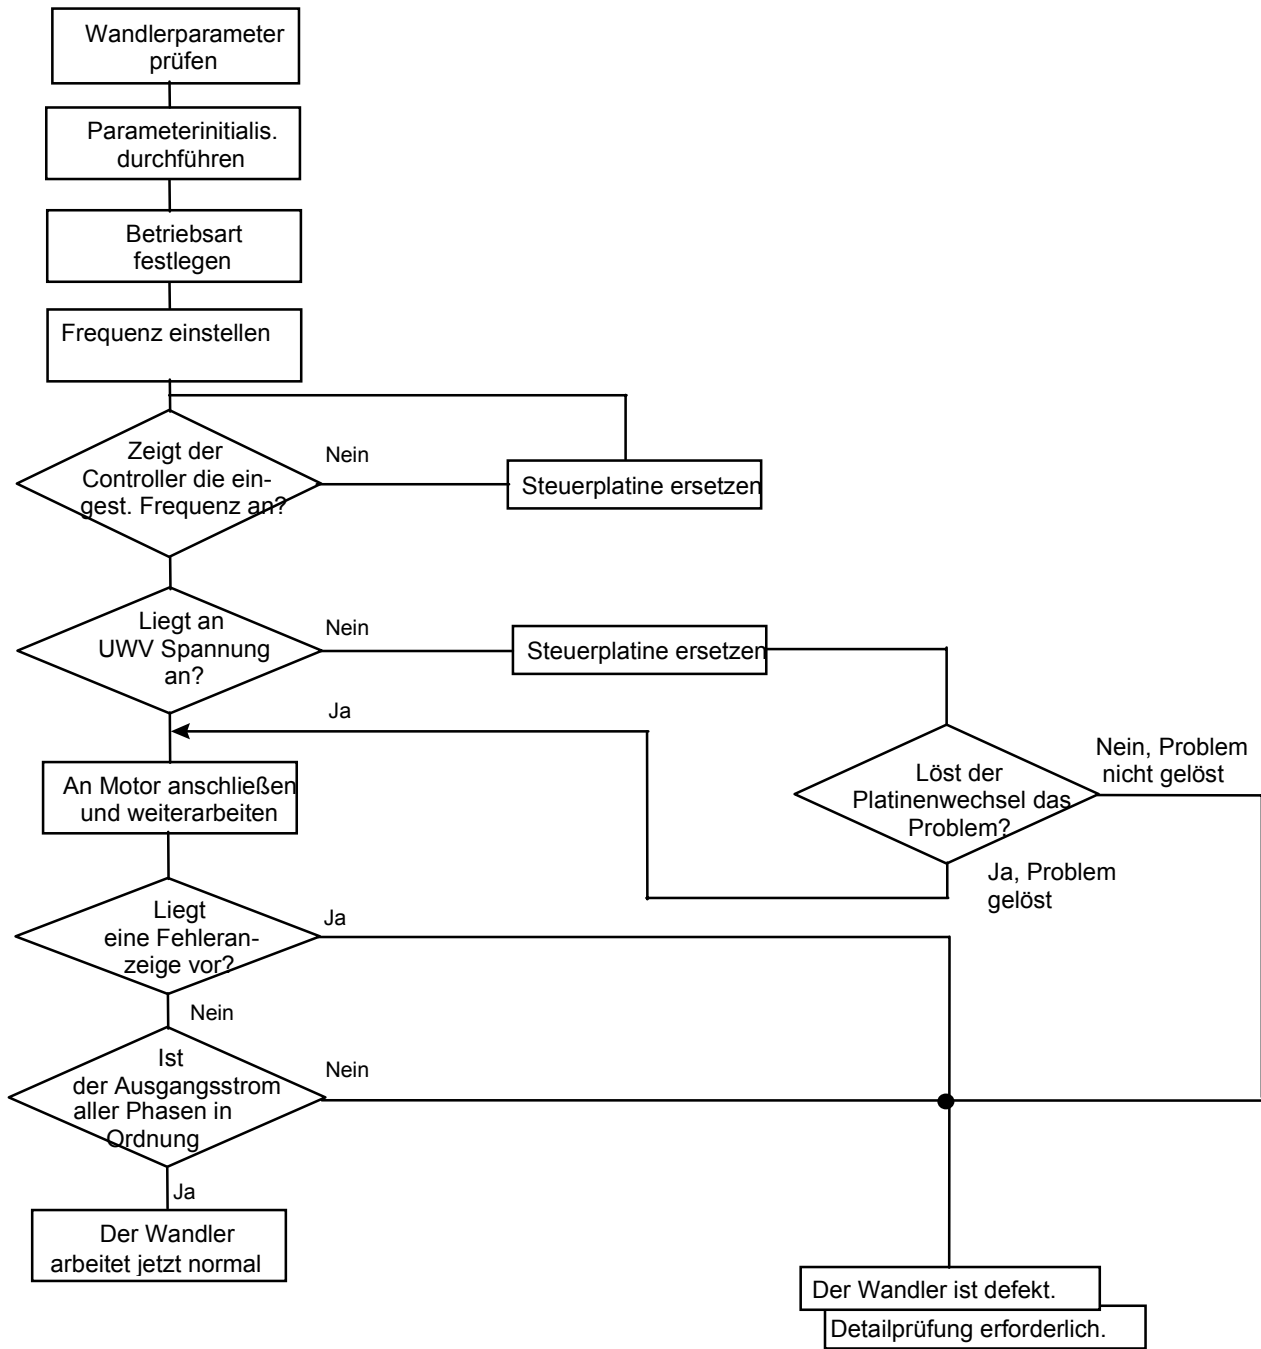 Wandlerparameter
prüfen
Parameterinitialis.
durchführen
Betriebsart
festlegen
Frequenz einstellen
Zeigt der
Controller die ein-
gest. Frequenz an?
Nein
Steuerplatine ersetzen
Liegt an
UWV Spannung
an?
Nein
Steuerplatine ersetzen
Ja
Löst der
Platinenwechsel das
Problem?
Nein, Problem
nicht gelöst
Ja, Problem
gelöst
An Motor anschließen
und weiterarbeiten
Liegt
eine Fehleran-
zeige vor?
Ja
Nein
Ist
der Ausgangsstrom
aller Phasen in
Ordnung
Nein
Ja
Der Wandler
arbeitet jetzt normal
Der Wandler ist defekt.
Detailprüfung erforderlich.